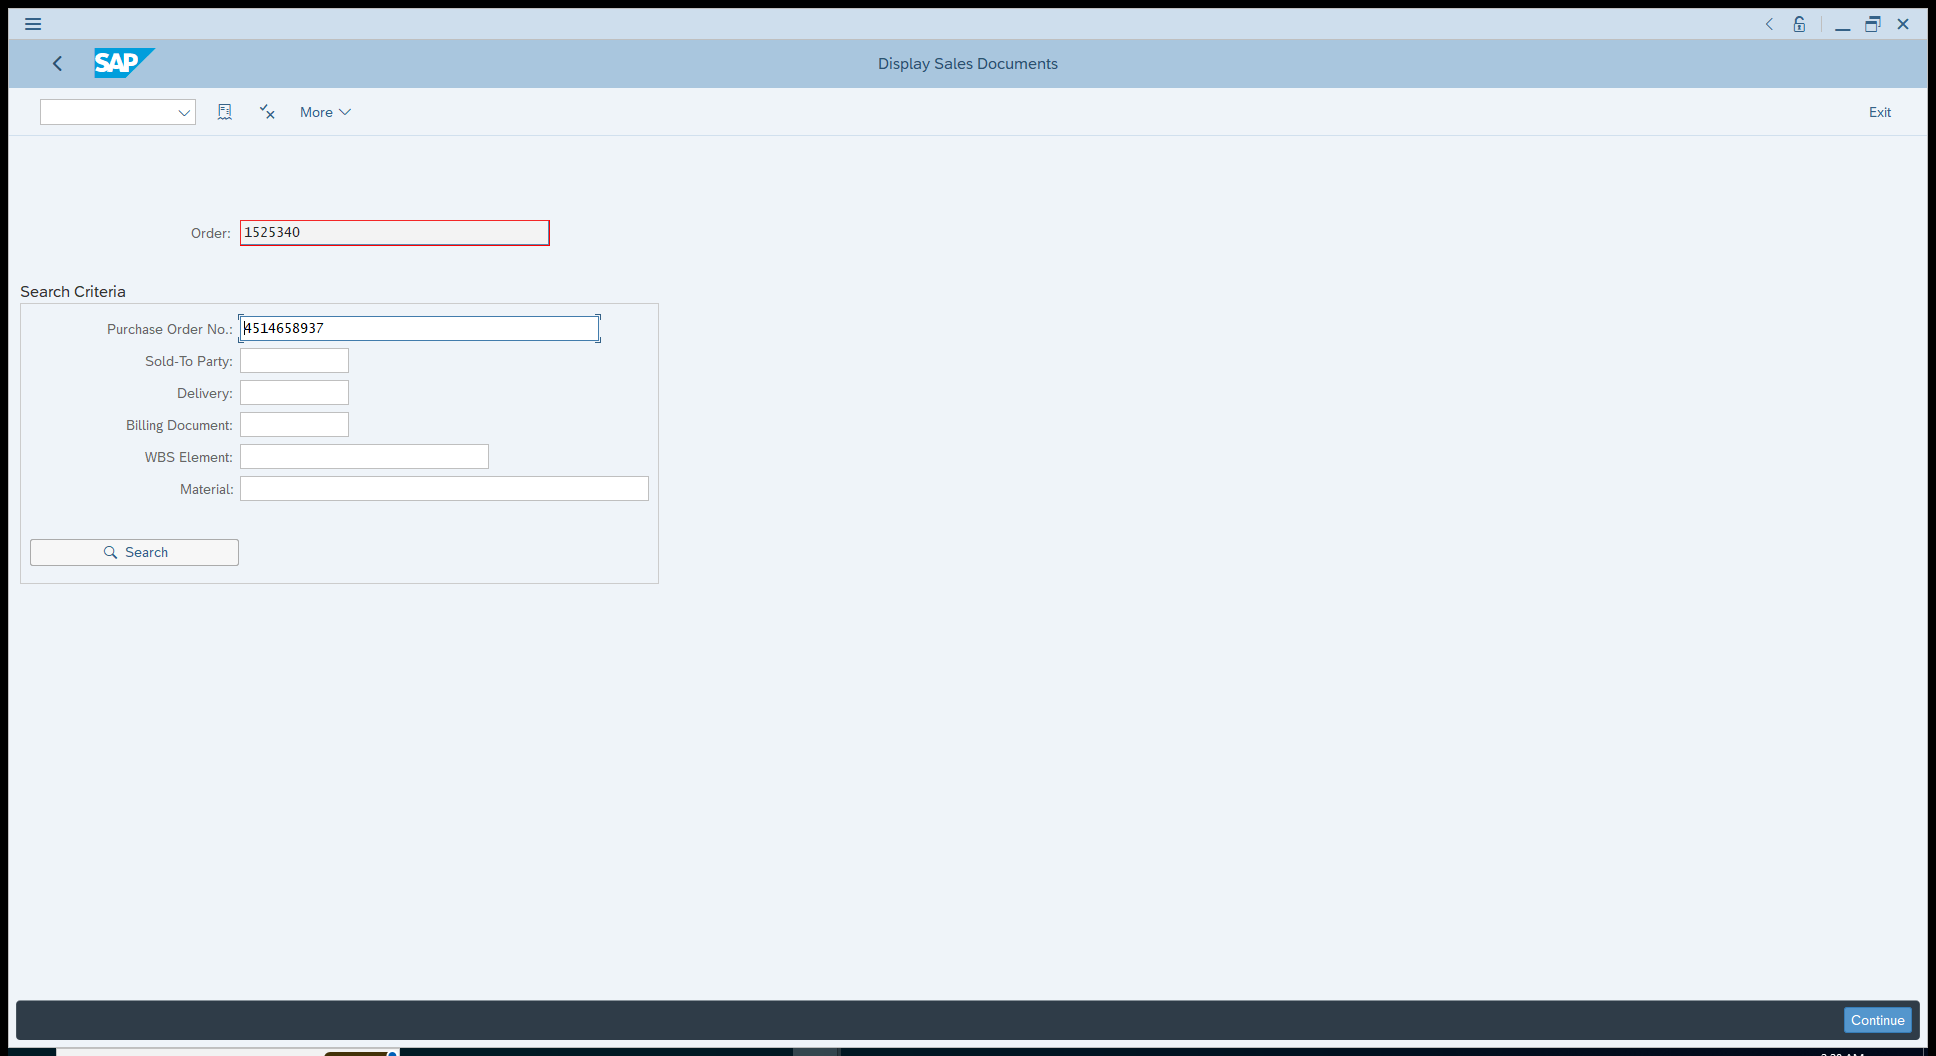 SAP
Display Sales Documents
More
Exit
Order: 1525340
Search Criteria
Purchase Order No.: 4514658937
Sold-To Party:
Delivery:
Billing Document:
WBS Element:
Material:
Search
Continue